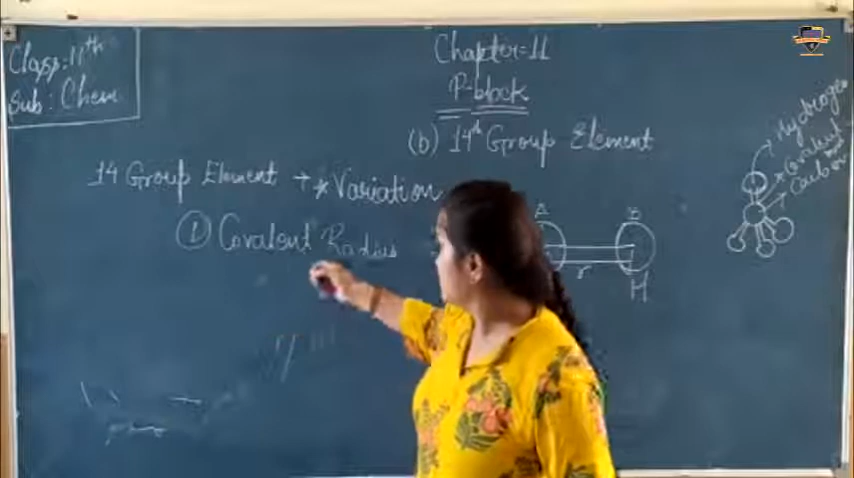 Class: 11th
Sub: Chem
Chapter = 11
P-block
(b) 14th Group Element
14 Group Element → *Variation
① Covalent Radius
A
B
r
H
Hydrogen
Covalent
Carbon